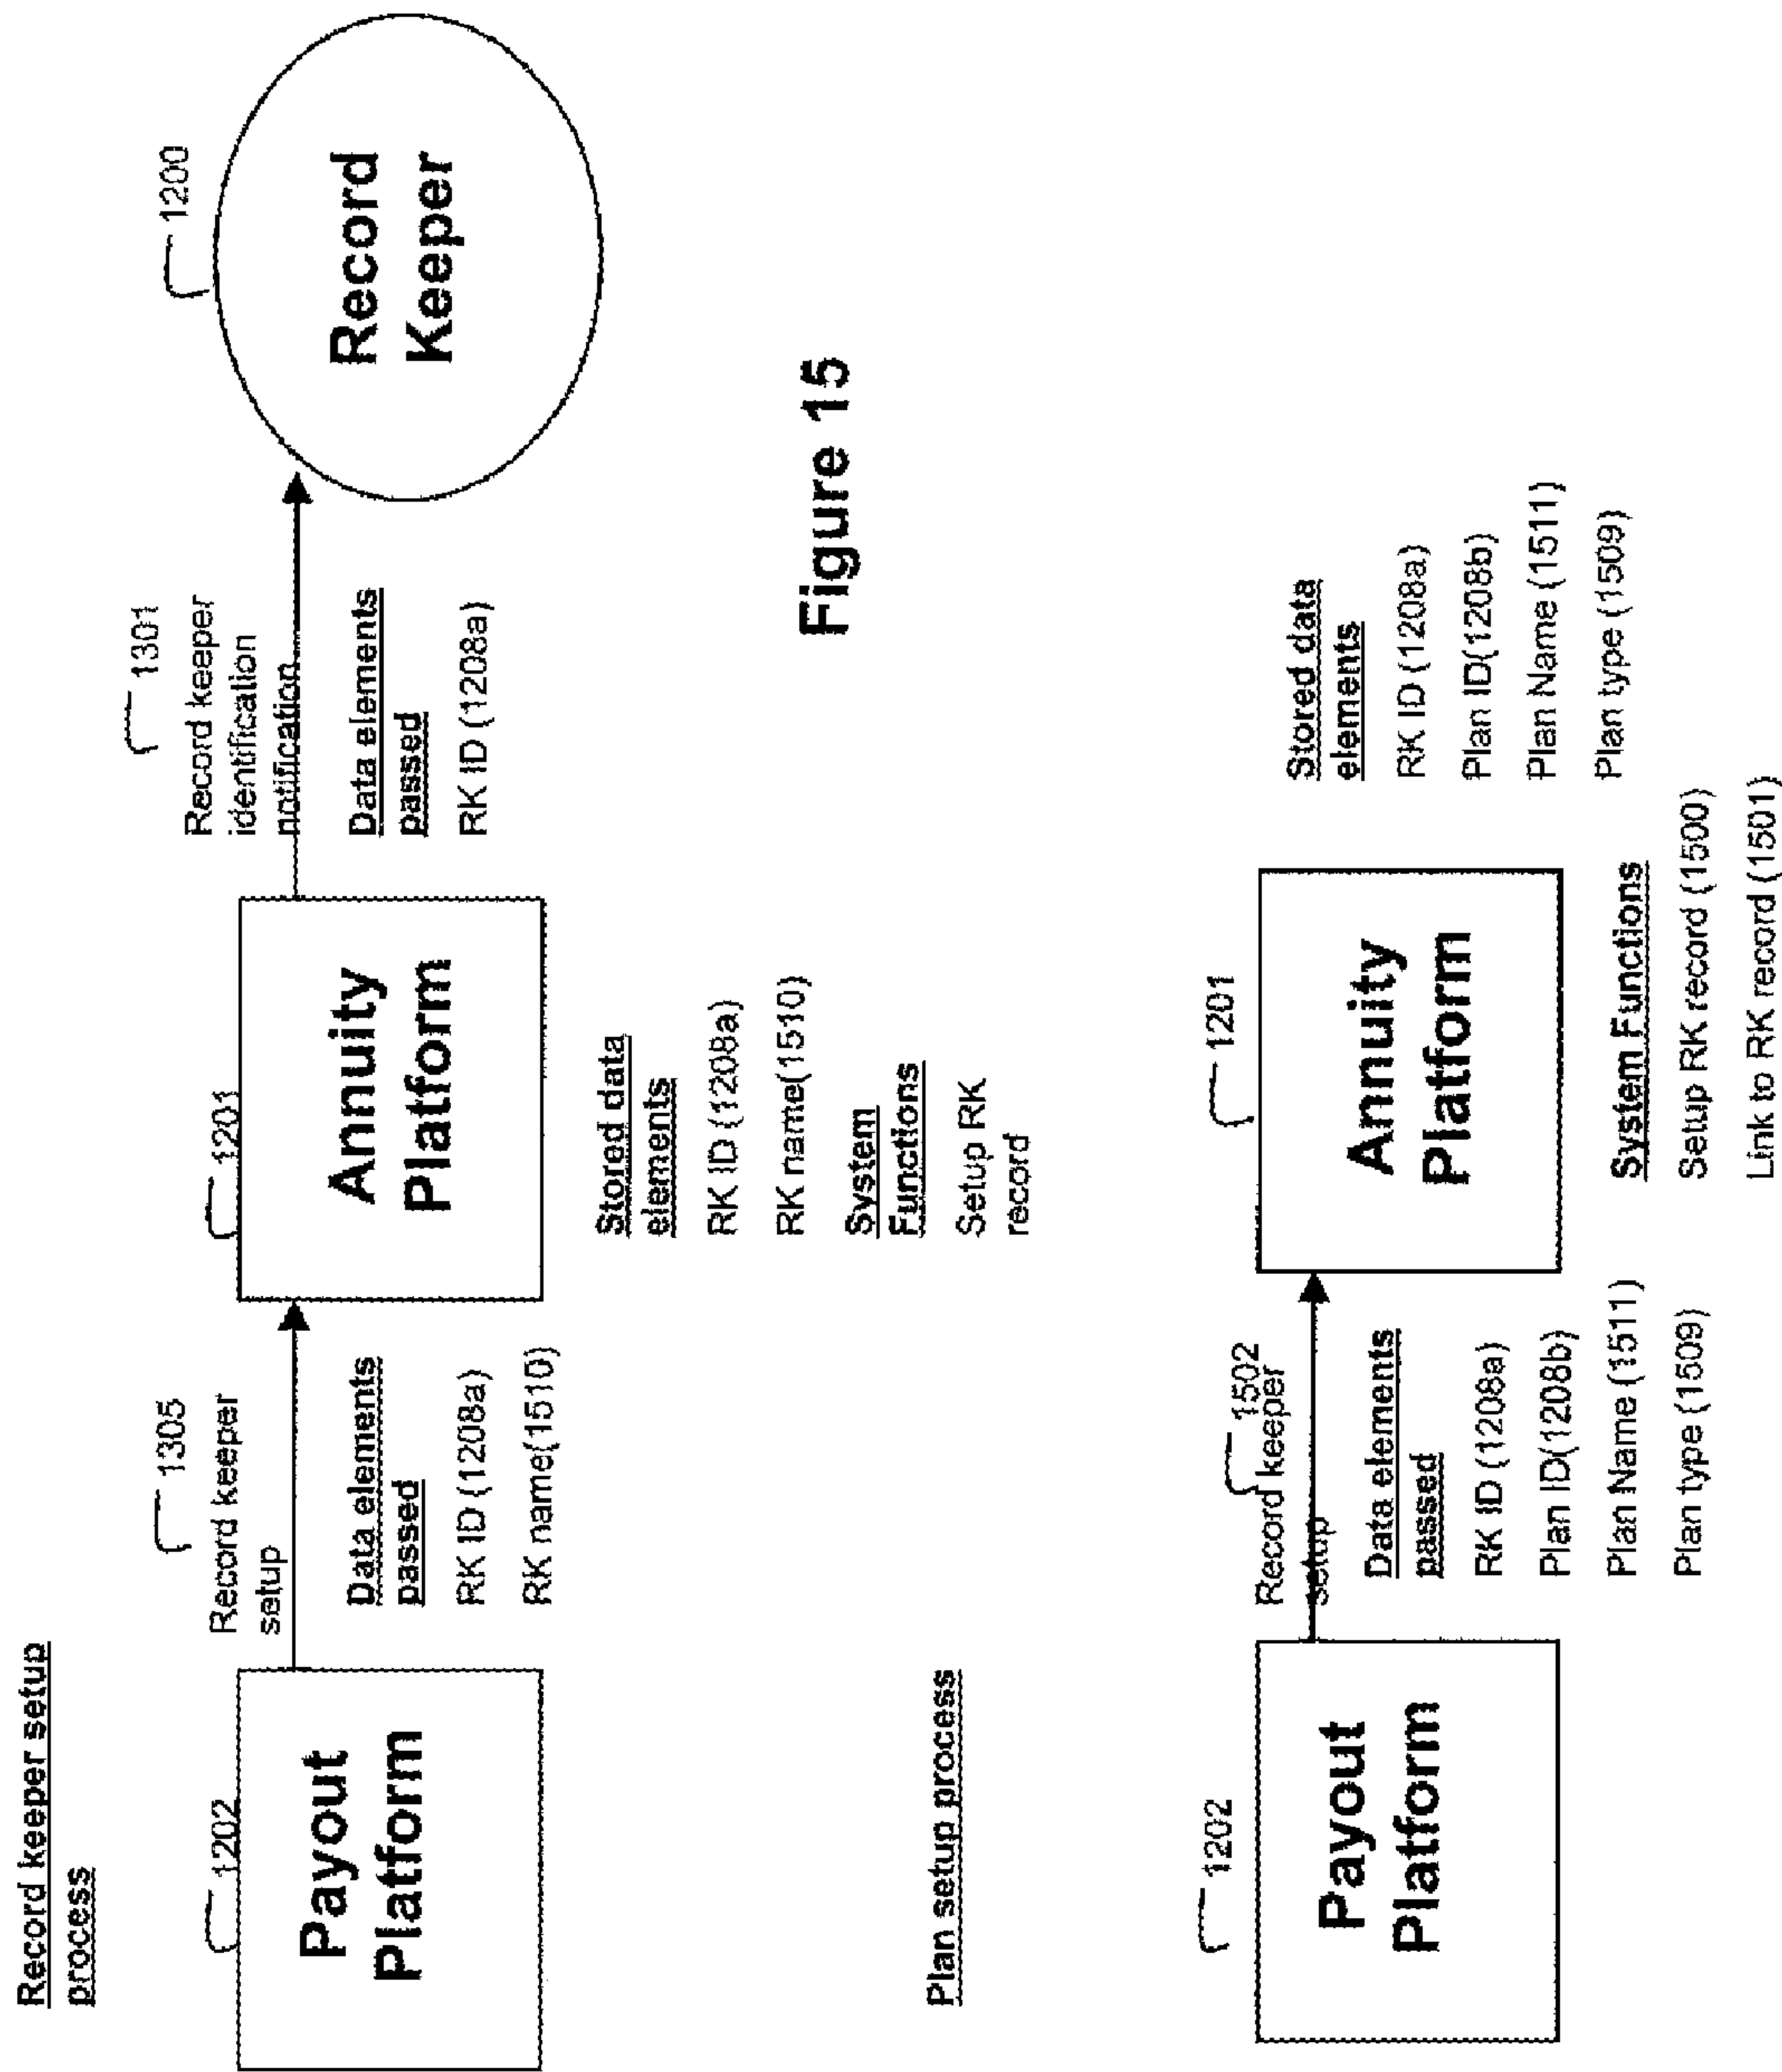 Record keeper setup
process
1202
Payout
Platform
1305
Record keeper
setup
Data elements
passed
RK ID (1208a)
RK name(1510)
1201
Annuity
Platform
Stored data
elements
RK ID (1208a)
RK name(1510)
System
Functions
Setup RK
record
1301
Record keeper
identification
notification
Data elements
passed
RK ID (1208a)
1200
Record
Keeper
Figure 15
Plan setup process
1202
Payout
Platform
1502
Record keeper
setup
Data elements
passed
RK ID (1208a)
Plan ID(1208b)
Plan Name (1511)
Plan type (1509)
1201
Annuity
Platform
System Functions
Setup RK record (1500)
Link to RK record (1501)
Stored data
elements
RK ID (1208a)
Plan ID(1208b)
Plan Name (1511)
Plan type (1509)